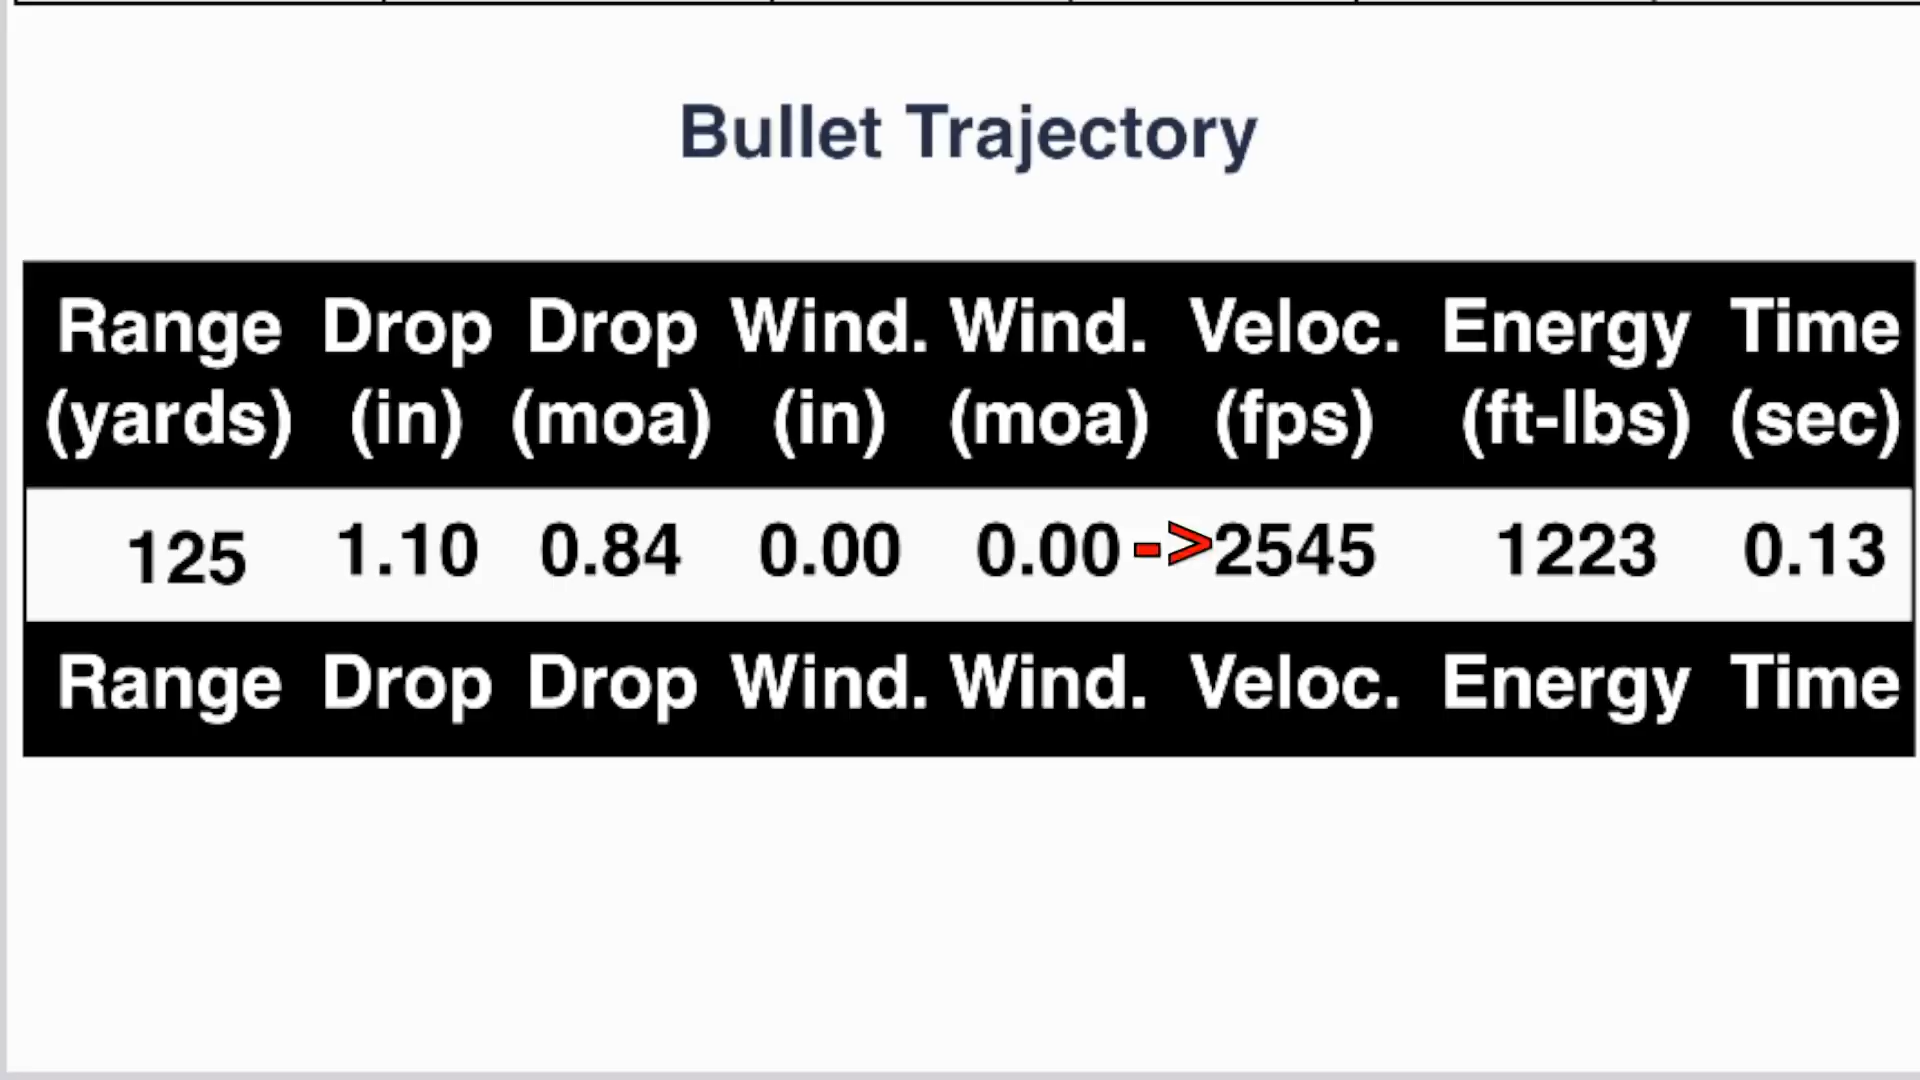 Bullet Trajectory
Range Drop Drop Wind. Wind. Veloc. Energy Time
(yards) (in) (moa) (in) (moa) (fps) (ft-lbs) (sec)
125 1.10 0.84 0.00 0.00 ->2545 1223 0.13
Range Drop Drop Wind. Wind. Veloc. Energy Time